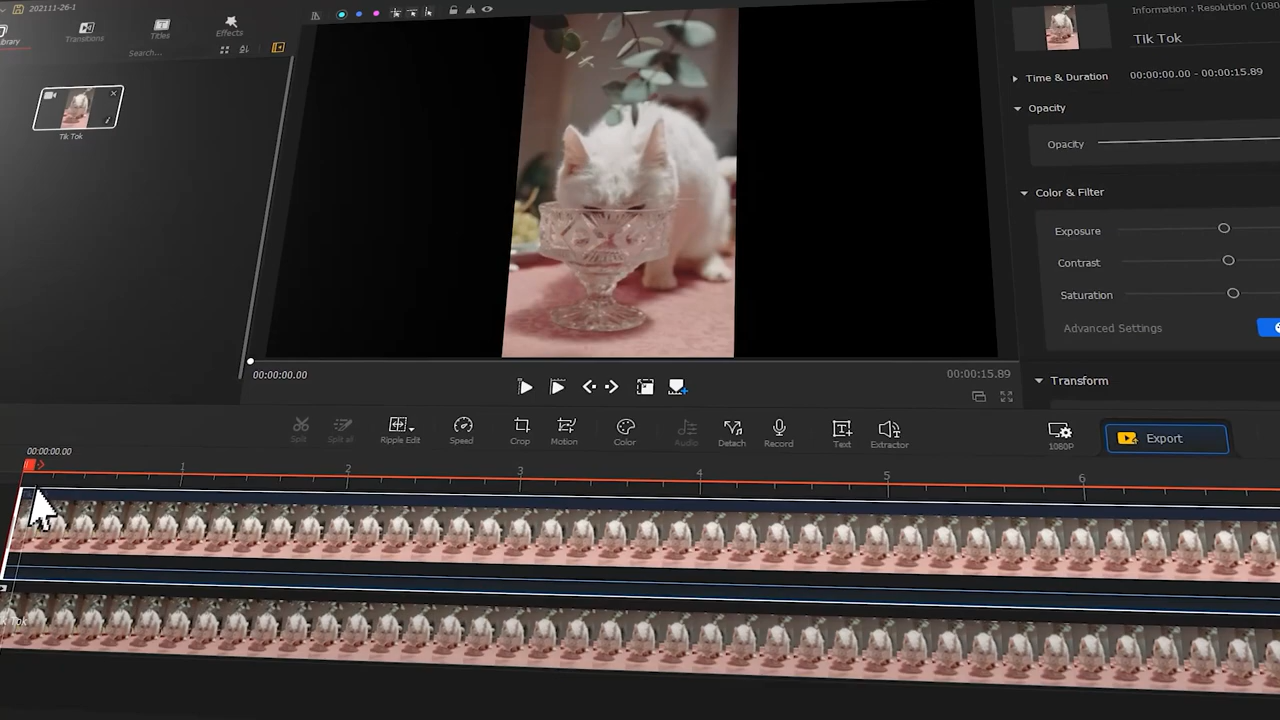 202111-26-1
Library
Transitions
Titles
Effects
Search...
Tik Tok
Information : Resolution (1080
Tik Tok
Time & Duration
00:00:00.00 - 00:00:15.89
Opacity
Opacity
Color & Filter
Exposure
Contrast
Saturation
Advanced Settings
Transform
00:00:00.00
00:00:15.89
Split
Split all
Ripple Edit
Speed
Crop
Motion
Color
Audio
Detach
Record
Text
Extractor
1080P
Export
00:00:00.00
1
2
3
4
5
6
k Tok